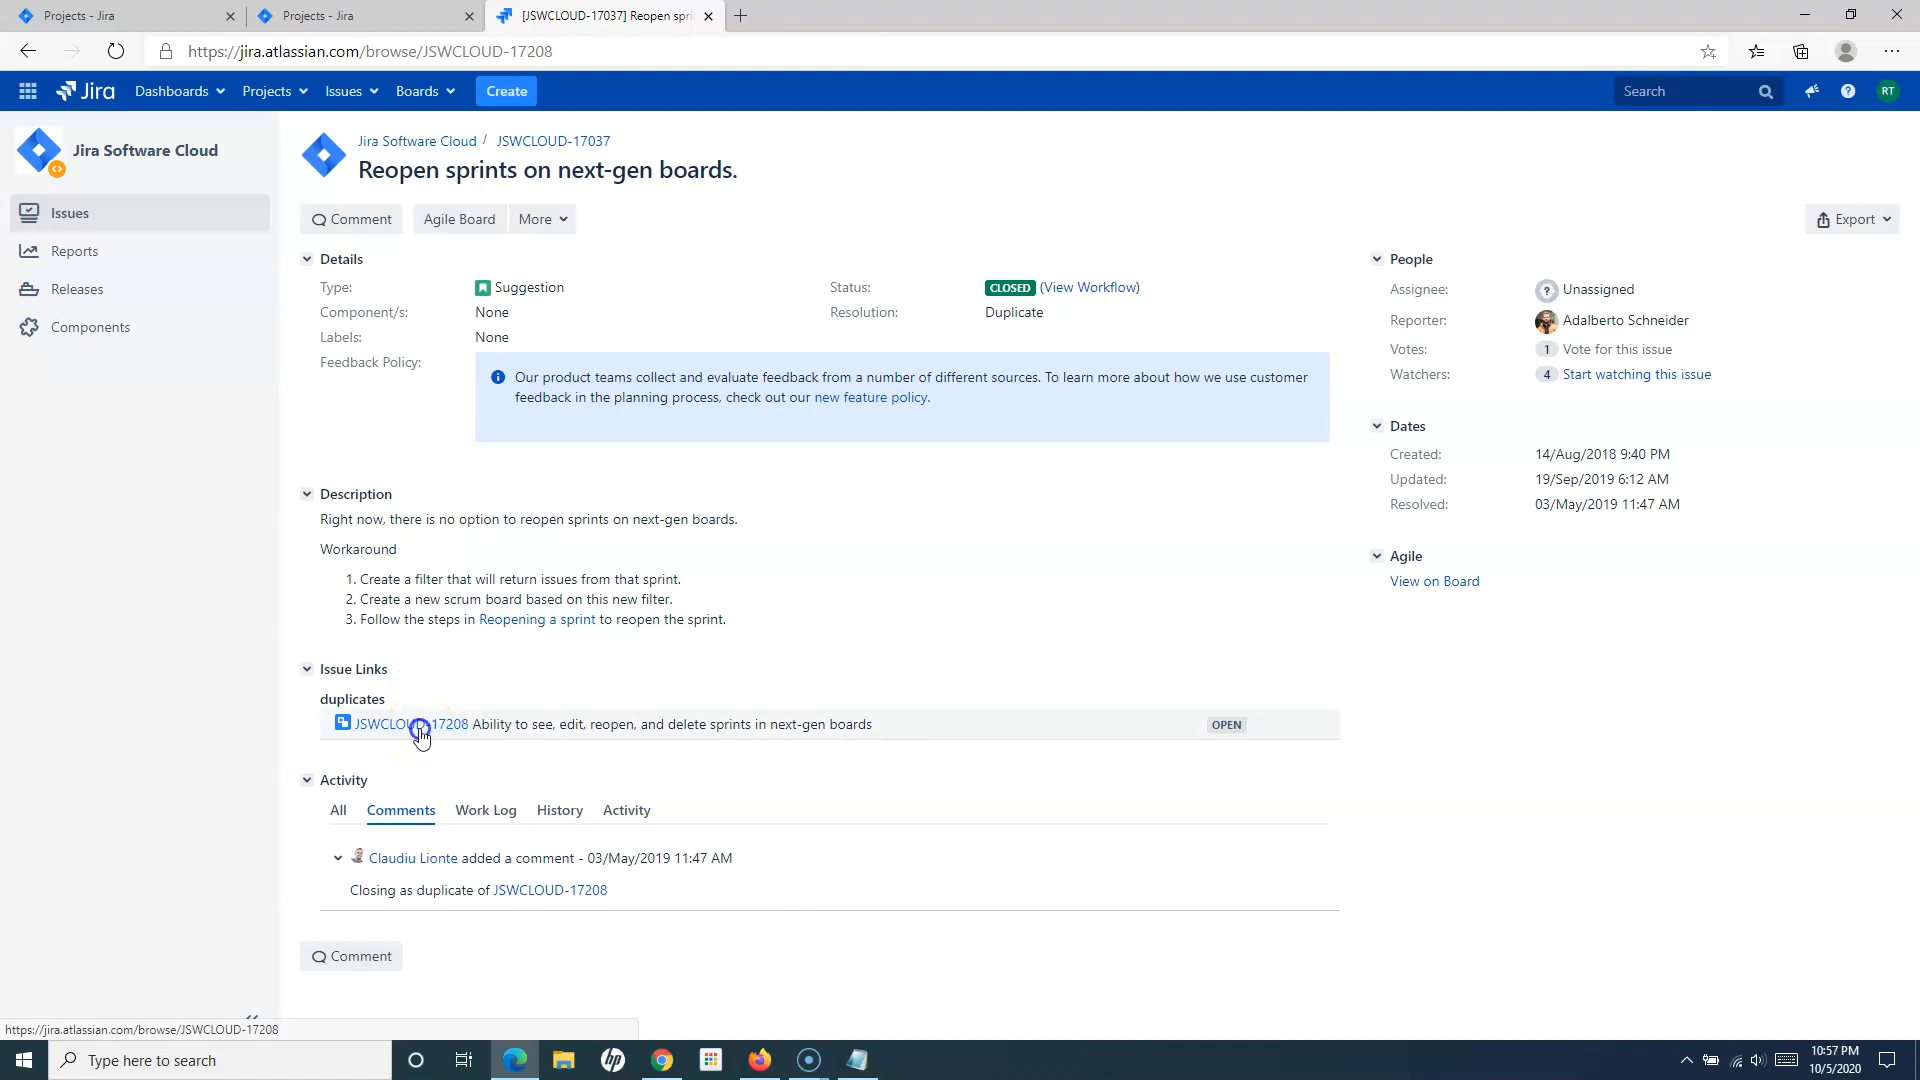 Projects - Jira
Projects - Jira
[JSWCLOUD-17037] Reopen spri
https://jira.atlassian.com/browse/JSWCLOUD-17208
Jira
Dashboards
Projects
Issues
Boards
Create
Search
RT
Jira Software Cloud
Issues
Reports
Releases
Components
Jira Software Cloud / JSWCLOUD-17037
Reopen sprints on next-gen boards.
Comment
Agile Board
More
Export
Details
Type: Suggestion
Status: CLOSED (View Workflow)
Component/s: None
Resolution: Duplicate
Labels: None
Feedback Policy:
Our product teams collect and evaluate feedback from a number of different sources. To learn more about how we use customer
feedback in the planning process, check out our new feature policy.
People
Assignee: Unassigned
Reporter: Adalberto Schneider
Votes: 1 Vote for this issue
Watchers: 4 Start watching this issue
Dates
Created: 14/Aug/2018 9:40 PM
Updated: 19/Sep/2019 6:12 AM
Resolved: 03/May/2019 11:47 AM
Agile
View on Board
Description
Right now, there is no option to reopen sprints on next-gen boards.
Workaround
1. Create a filter that will return issues from that sprint.
2. Create a new scrum board based on this new filter.
3. Follow the steps in Reopening a sprint to reopen the sprint.
Issue Links
duplicates
JSWCLOUD-17208 Ability to see, edit, reopen, and delete sprints in next-gen boards OPEN
Activity
All
Comments
Work Log
History
Activity
Claudiu Lionte added a comment - 03/May/2019 11:47 AM
Closing as duplicate of JSWCLOUD-17208
Comment
https://jira.atlassian.com/browse/JSWCLOUD-17208
Type here to search
hp
10:57 PM
10/5/2020